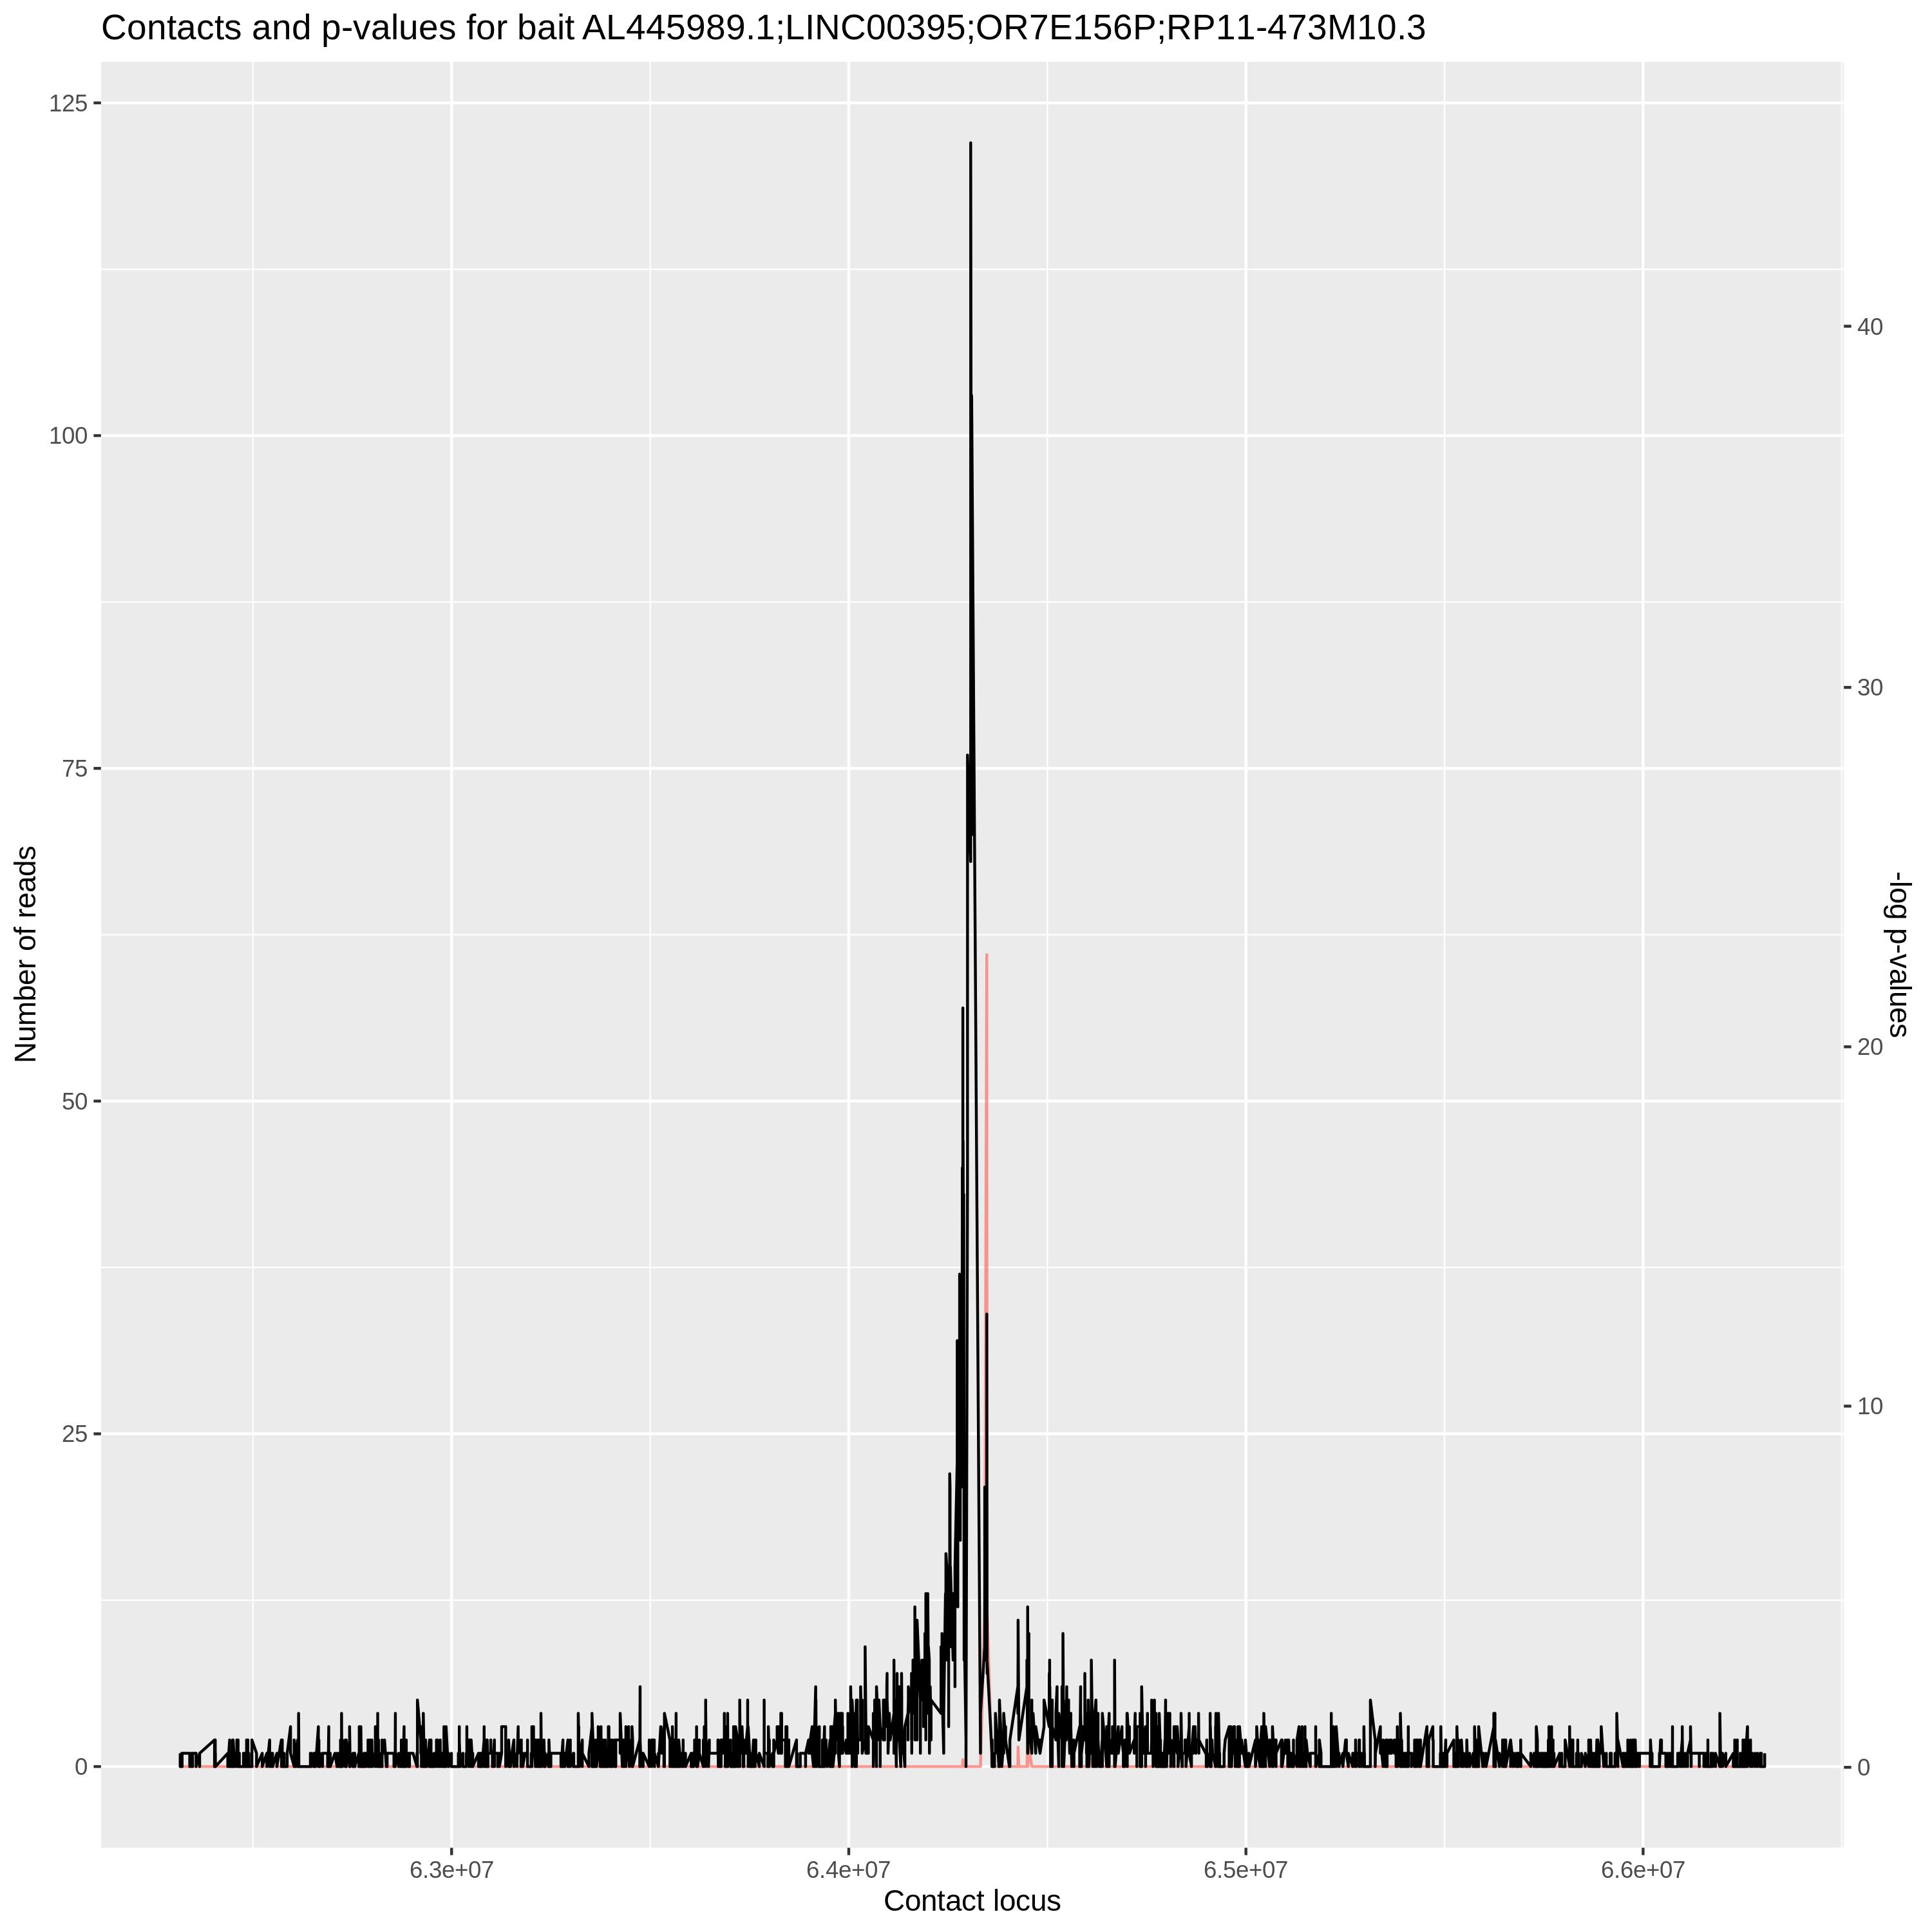 Contacts and p-values for bait AL445989.1;LINC00395;OR7E156P;RP11-473M10.3
125
100
75
50
25
0
Number of reads
40
30
20
10
0
-log p-values
6.3e+07 6.4e+07 6.5e+07 6.6e+07
Contact locus